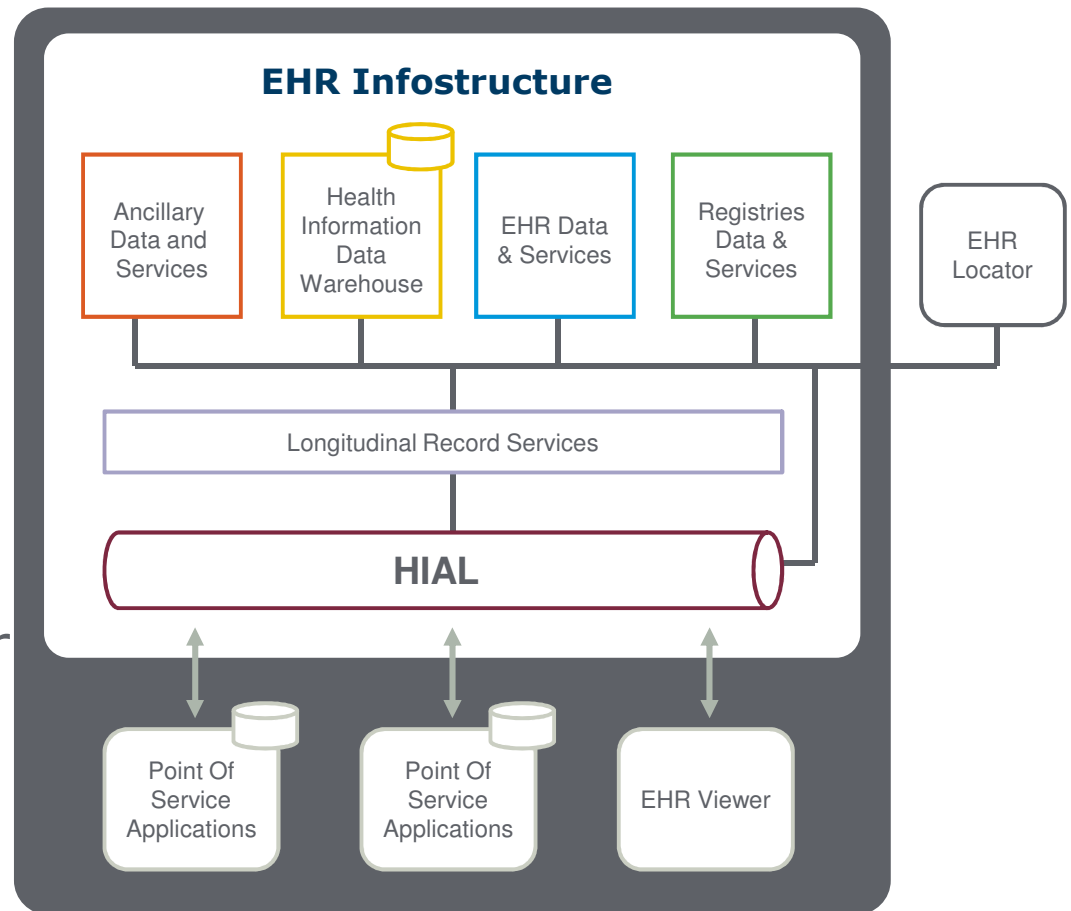 EHR Infostructure
Ancillary
Data and
Services
Health
Information
Data
Warehouse
EHR Data
& Services
Registries
Data &
Services
EHR
Locator
Longitudinal Record Services
HIAL
Point Of
Service
Applications
Point Of
Service
Applications
EHR Viewer